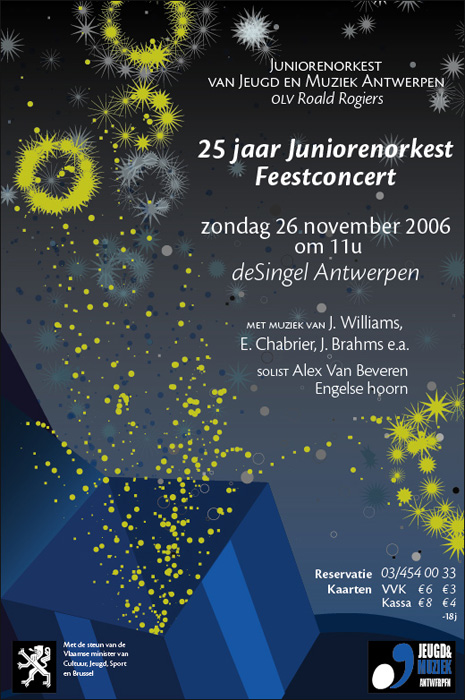 Juniorenorkest
van Jeugd en Muziek Antwerpen
olv Roald Rogiers
25 jaar Juniorenorkest
Feestconcert
zondag 26 november 2006
om 11u
deSingel Antwerpen
met muziek van J. Williams,
E. Chabrier, J. Brahms e.a.
solist Alex Van Beveren
Engelse hoorn
Reservatie 03/454 00 33
Kaarten VVK €6 €3
Kassa €8 €4
-18j
Met de steun van de
Vlaamse minister van
Cultuur, Jeugd, Sport
en Brussel
JEUGD&
MUZIEK
ANTWERPEN